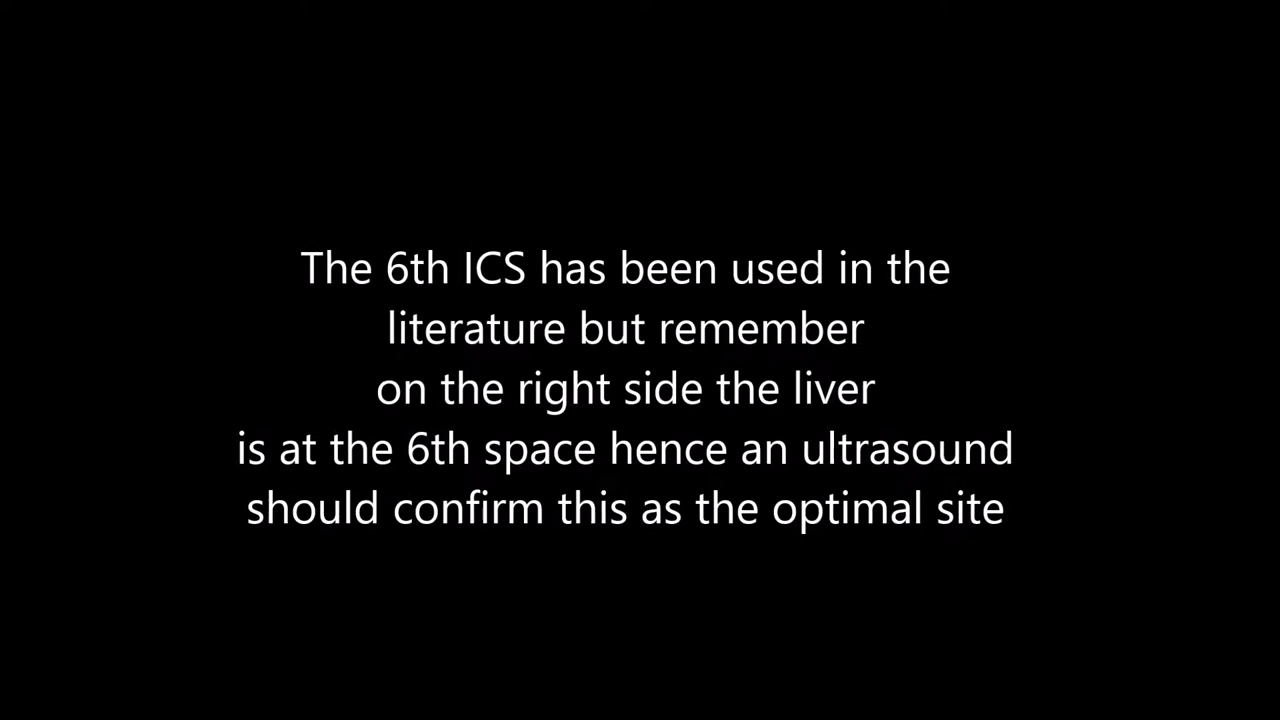 The 6th ICS has been used in the
literature but remember
on the right side the liver
is at the 6th space hence an ultrasound
should confirm this as the optimal site